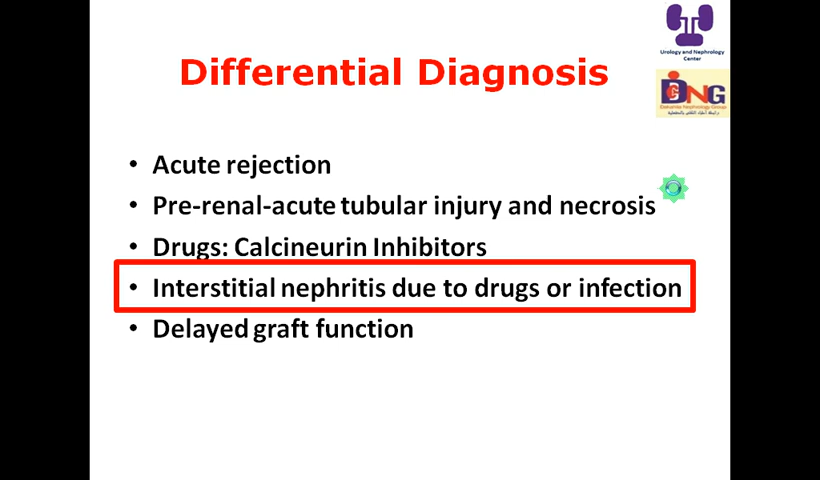 Urology and Nephrology
Center
DNG
Differential Diagnosis
• Acute rejection
• Pre-renal-acute tubular injury and necrosis
• Drugs: Calcineurin Inhibitors
• Interstitial nephritis due to drugs or infection
• Delayed graft function